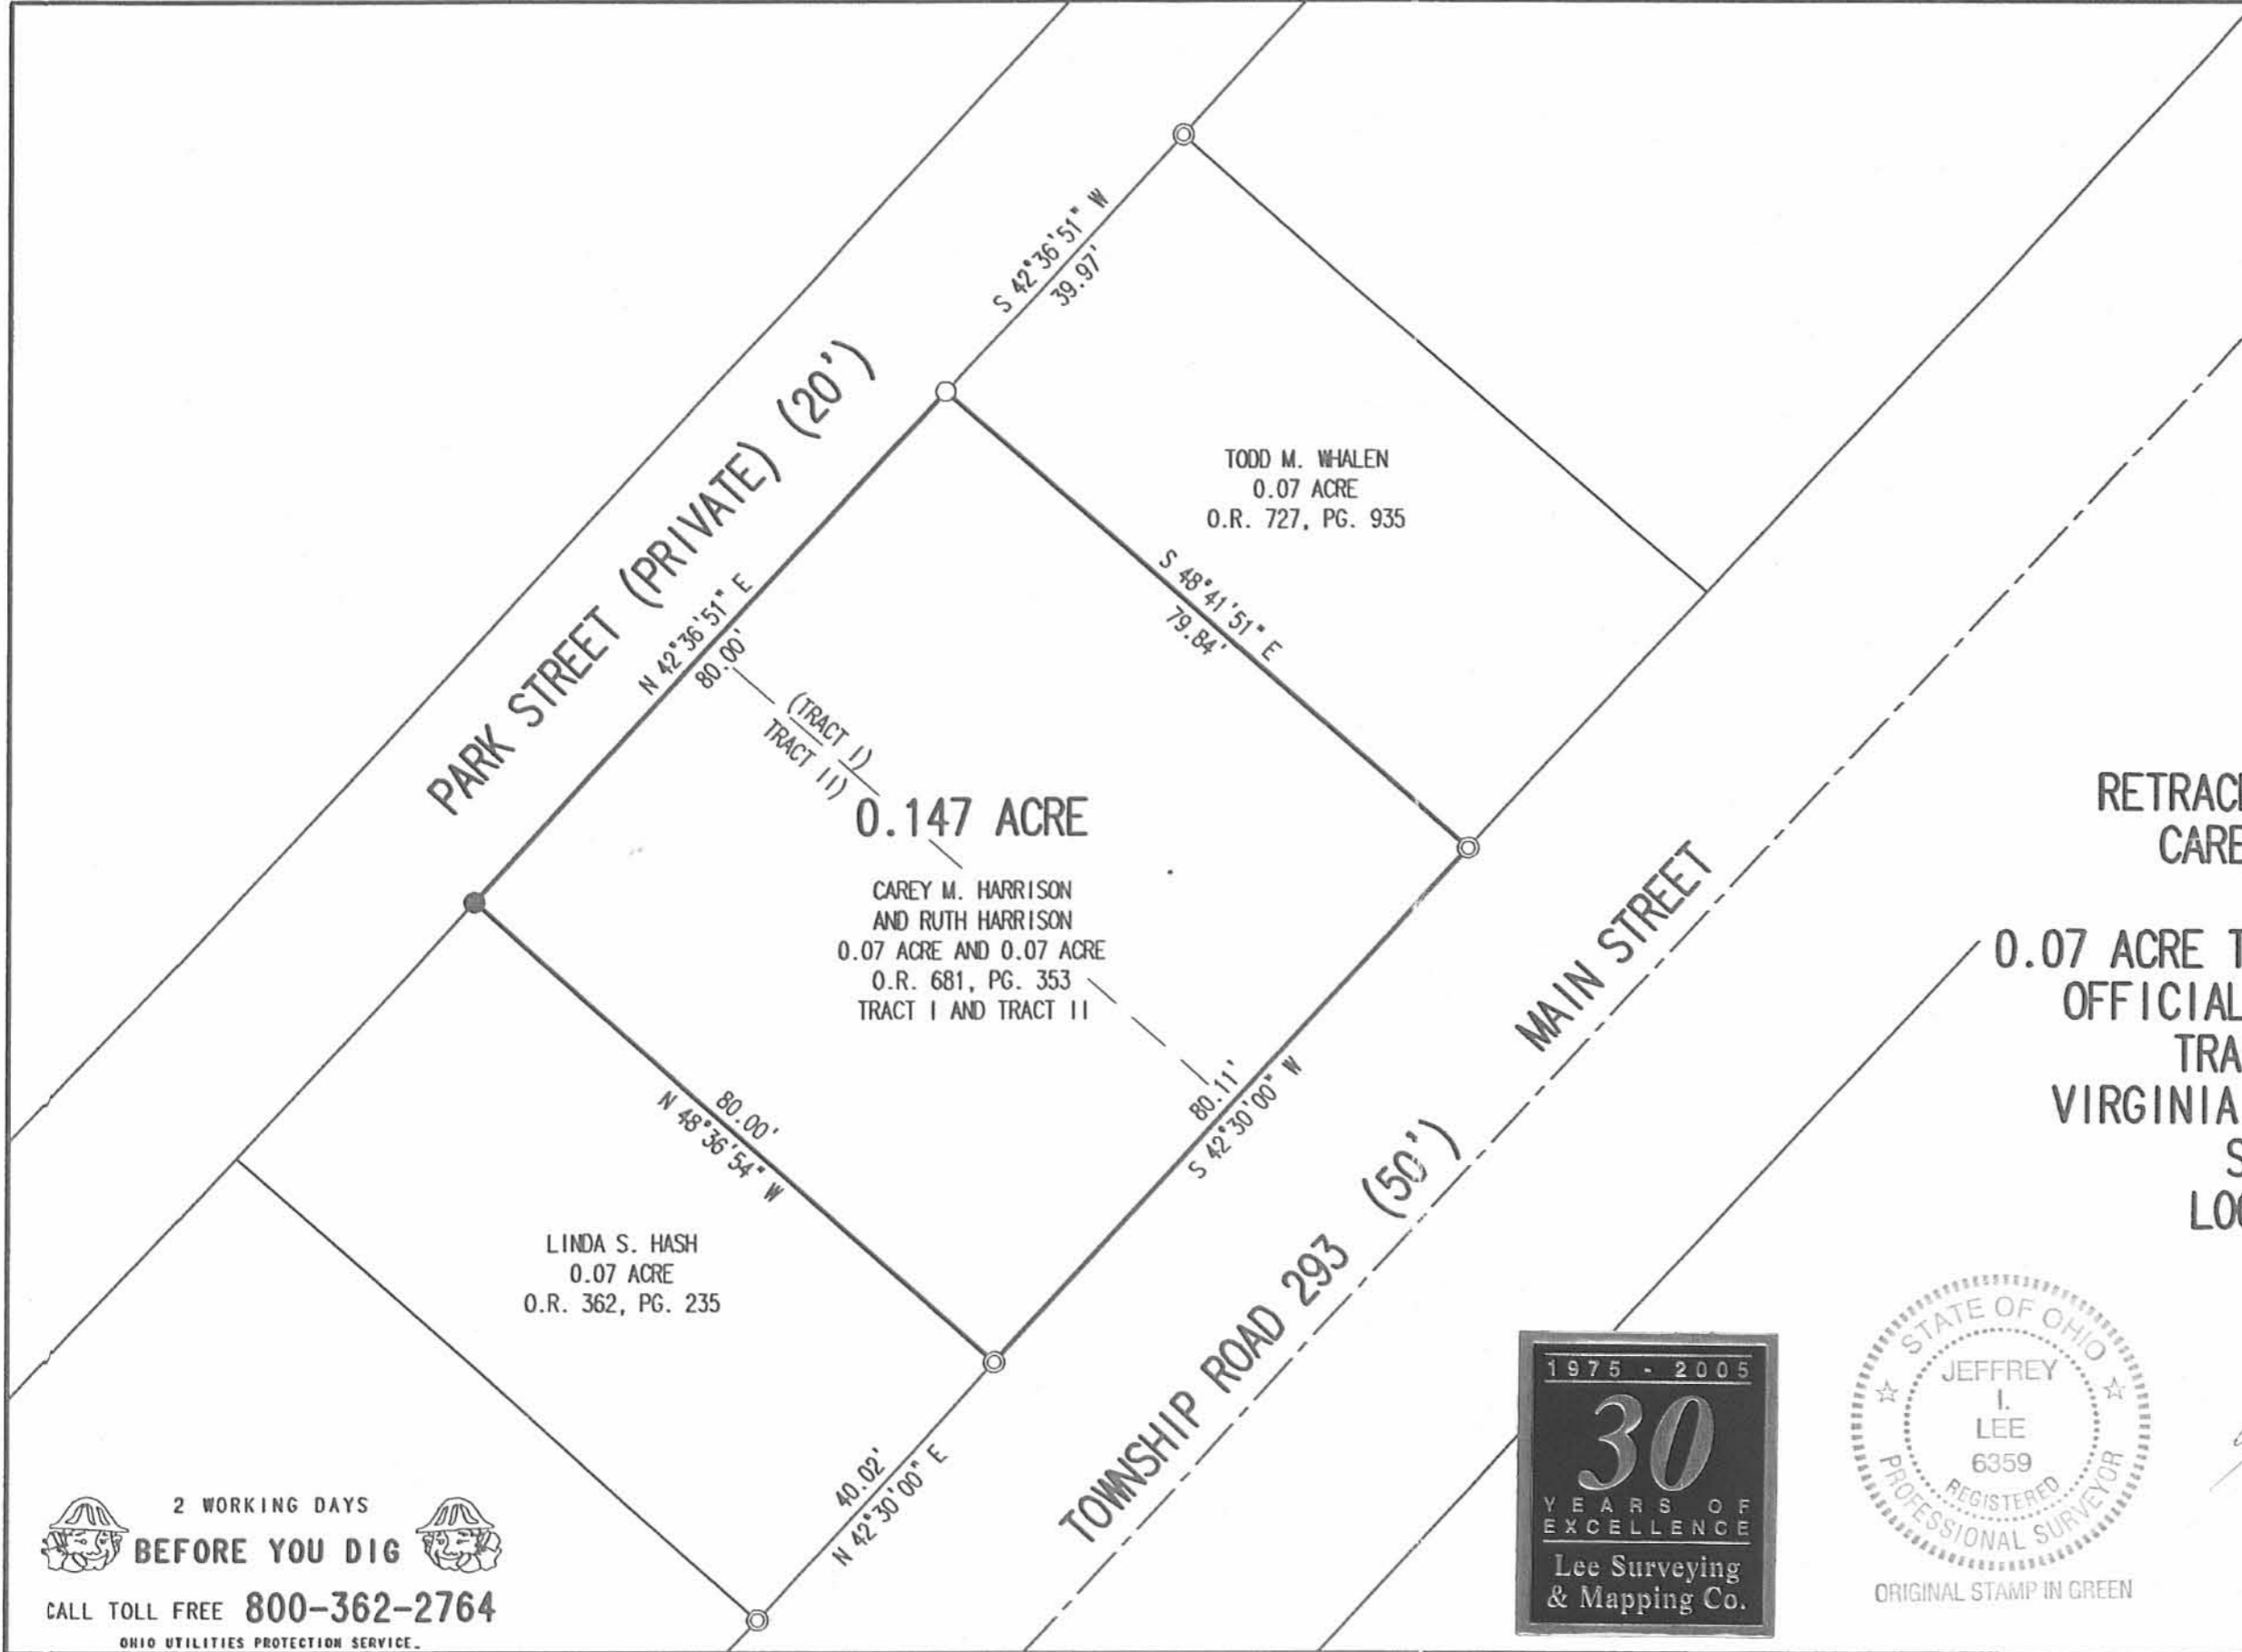 S 42°36'51" W
39.97'
PARK STREET (PRIVATE) (20')
TODD M. WHALEN
0.07 ACRE
O.R. 727, PG. 935
N 42°36'51" E
80.00'
S 48°41'51" E
79.84'
(TRACT I)
TRACT II)
0.147 ACRE
CAREY M. HARRISON
AND RUTH HARRISON
0.07 ACRE AND 0.07 ACRE
O.R. 681, PG. 353
TRACT I AND TRACT II
80.00'
N 48°36'54" W
80.11'
S 42°30'00" W
MAIN STREET
TOWNSHIP ROAD 293 (50')
LINDA S. HASH
0.07 ACRE
O.R. 362, PG. 235
40.02'
N 42°30'00" E
RETRAC
CARE
0.07 ACRE T
OFFICIAL
TRA
VIRGINIA
S
LO
2 WORKING DAYS
BEFORE YOU DIG
CALL TOLL FREE 800-362-2764
OHIO UTILITIES PROTECTION SERVICE.
1975 - 2005
30
YEARS OF
EXCELLENCE
Lee Surveying
& Mapping Co.
STATE OF OHIO
JEFFREY
I.
LEE
6359
REGISTERED
PROFESSIONAL SURVEYOR
ORIGINAL STAMP IN GREEN